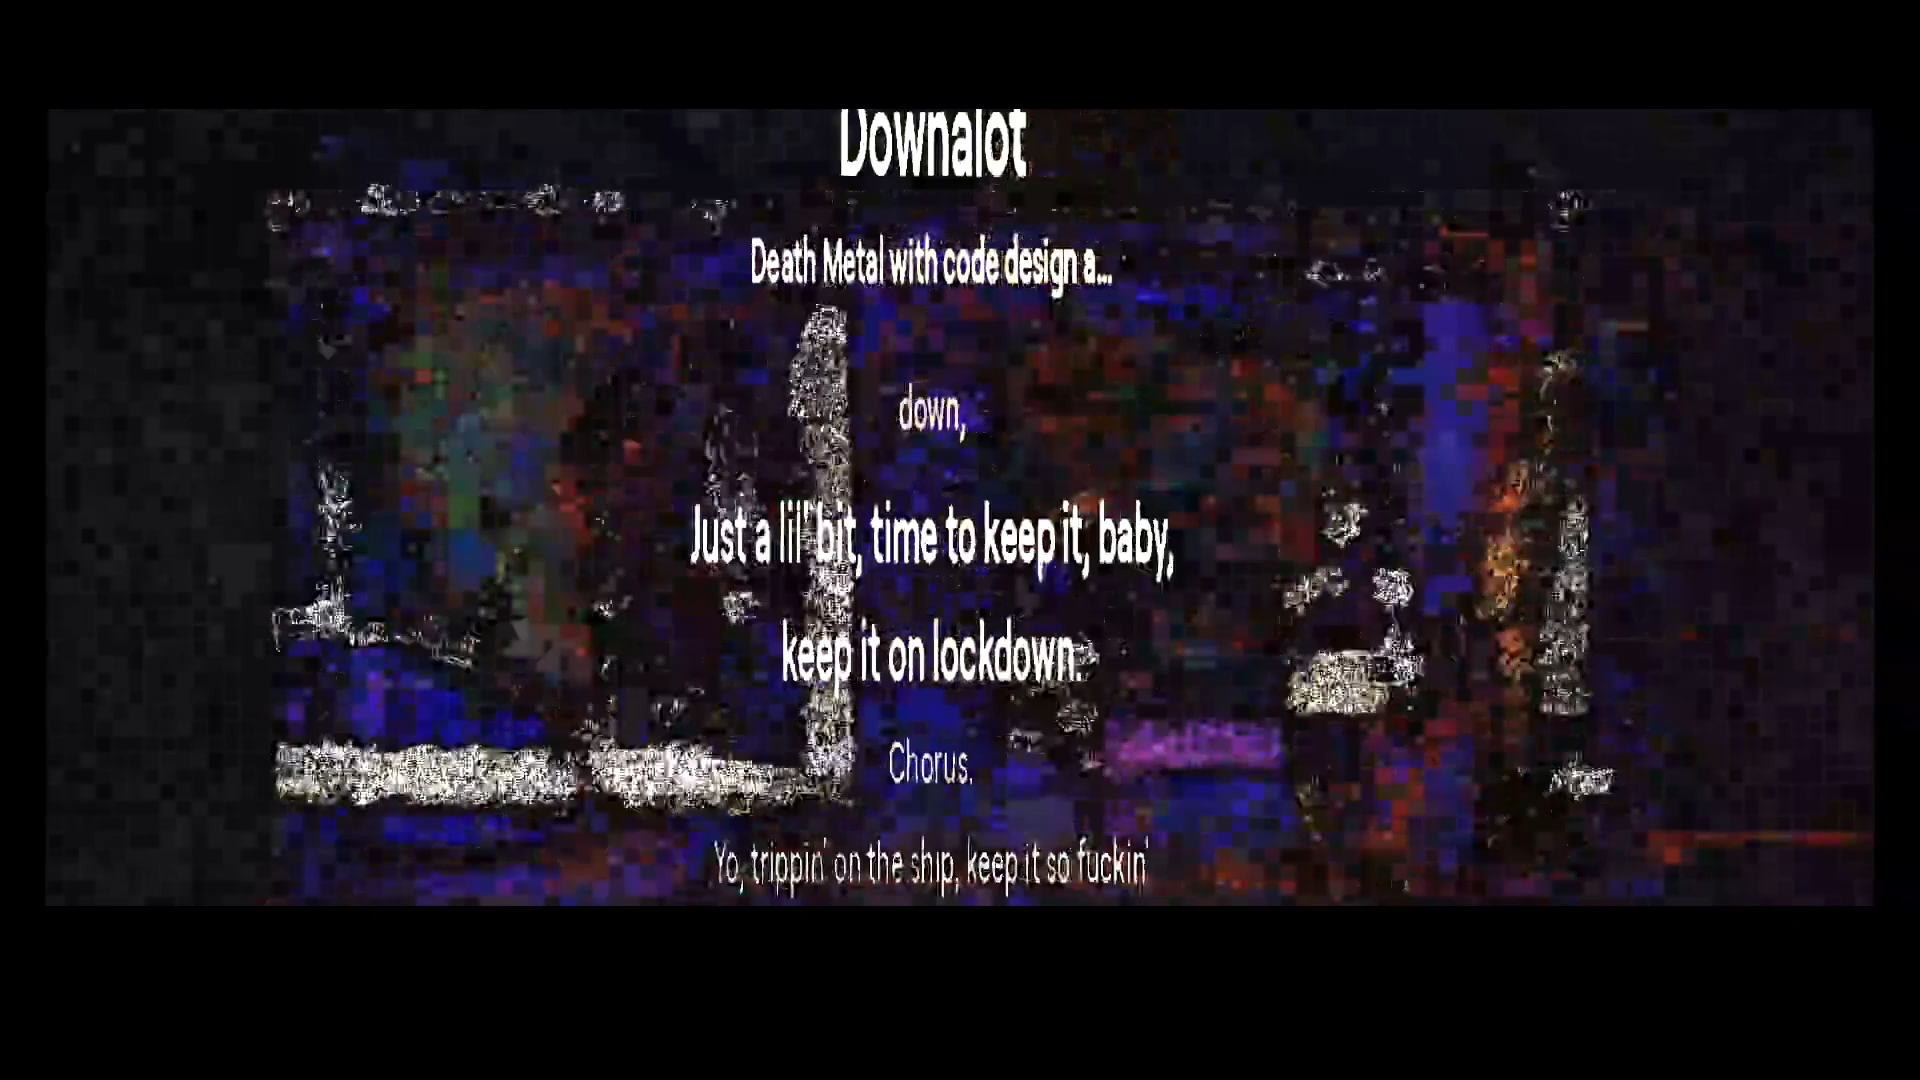 Downalot
Death Metal with code design a...
down,
Just a lil' bit, time to keep it, baby,
keep it on lockdown.
Chorus.
Yo, trippin' on the ship, keep it so fuckin'